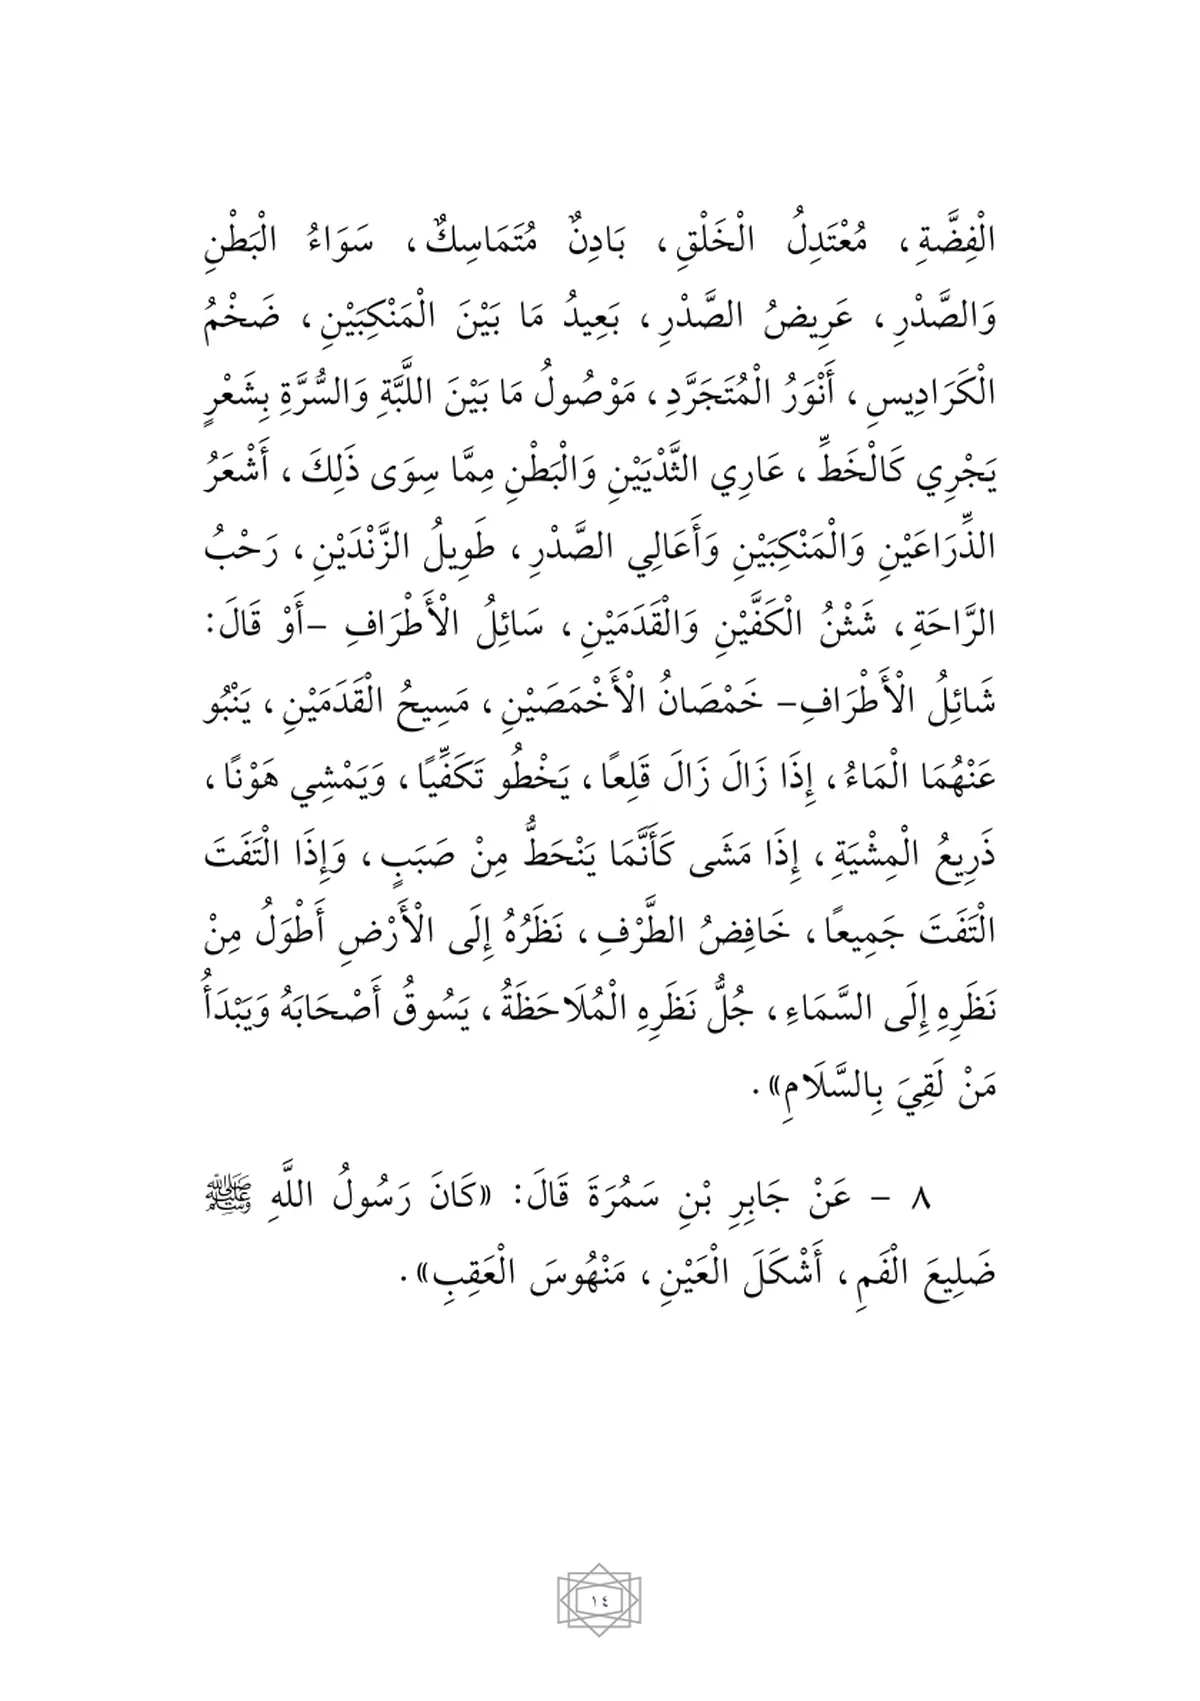 الْفِضَّةِ، مُعْتَدِلُ الْخَلْقِ، بَادِنٌ مُتَمَاسِكٌ، سَوَاءُ الْبَطْنِ
وَالصَّدْرِ، عَرِيضُ الصَّدْرِ، بَعِيدُ مَا بَيْنَ الْمَنْكِبَيْنِ، ضَخْمُ
الْكَرَادِيسِ، أَنْوَرُ الْمُتَجَرَّدِ، مَوْصُولُ مَا بَيْنَ اللَّبَّةِ وَالسُّرَّةِ بِشَعْرٍ
يَجْرِي كَالْخَطِّ، عَارِي الثَّدْيَيْنِ وَالْبَطْنِ مِمَّا سِوَى ذَلِكَ، أَشْعَرُ
الذِّرَاعَيْنِ وَالْمَنْكِبَيْنِ وَأَعَالِي الصَّدْرِ، طَوِيلُ الزَّنْدَيْنِ، رَحْبُ
الرَّاحَةِ، شَثْنُ الْكَفَّيْنِ وَالْقَدَمَيْنِ، سَائِلُ الْأَطْرَافِ -أَوْ قَالَ:
شَائِلُ الْأَطْرَافِ- خَمْصَانُ الْأَخْمَصَيْنِ، مَسِيحُ الْقَدَمَيْنِ، يَنْبُو
عَنْهُمَا الْمَاءُ، إِذَا زَالَ زَالَ قَلِعًا، يَخْطُو تَكَفِّيًا، وَيَمْشِي هَوْنًا،
ذَرِيعُ الْمِشْيَةِ، إِذَا مَشَى كَأَنَّمَا يَنْحَطُّ مِنْ صَبَبٍ، وَإِذَا الْتَفَتَ
الْتَفَتَ جَمِيعًا، خَافِضُ الطَّرْفِ، نَظَرُهُ إِلَى الْأَرْضِ أَطْوَلُ مِنْ
نَظَرِهِ إِلَى السَّمَاءِ، جُلُّ نَظَرِهِ الْمُلَاحَظَةُ، يَسُوقُ أَصْحَابَهُ وَيَبْدَأُ
مَنْ لَقِيَ بِالسَّلَامِ».
٨ - عَنْ جَابِرِ بْنِ سَمُرَةَ قَالَ: «كَانَ رَسُولُ اللَّهِ ﷺ
ضَلِيعَ الْفَمِ، أَشْكَلَ الْعَيْنِ، مَنْهُوسَ الْعَقِبِ».
١٤